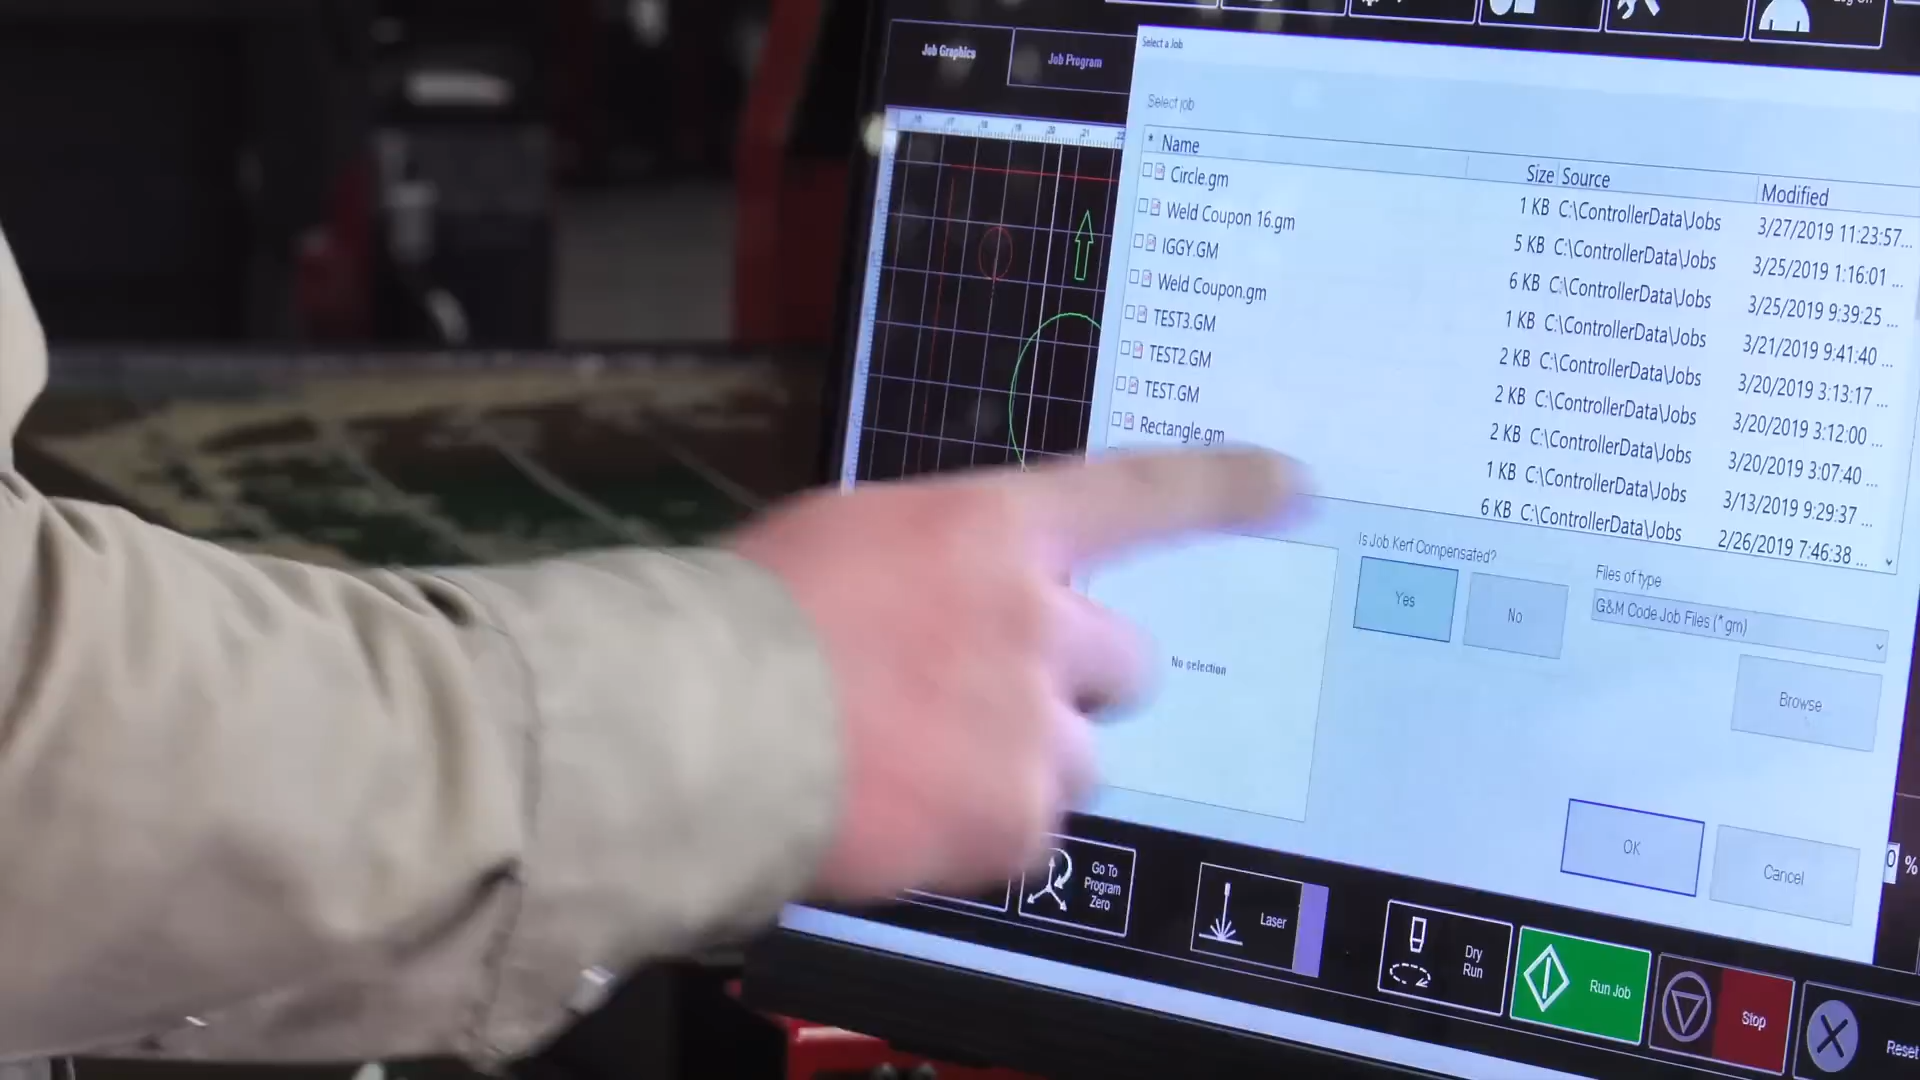 Job Graphics
Job Program
Select a Job
Select job
* Name Size Source Modified
Circle.gm 1 KB C:\ControllerData\Jobs 3/27/2019 11:23:57...
Weld Coupon 16.gm 5 KB C:\ControllerData\Jobs 3/25/2019 1:16:01 ...
IGGY.GM 6 KB C:\ControllerData\Jobs 3/25/2019 9:39:25 ...
Weld Coupon.gm 1 KB C:\ControllerData\Jobs 3/21/2019 9:41:40 ...
TEST3.GM 2 KB C:\ControllerData\Jobs 3/20/2019 3:13:17 ...
TEST2.GM 2 KB C:\ControllerData\Jobs 3/20/2019 3:12:00 ...
TEST.GM 2 KB C:\ControllerData\Jobs 3/20/2019 3:07:40 ...
Rectangle.gm 1 KB C:\ControllerData\Jobs 3/13/2019 9:29:37 ...
6 KB C:\ControllerData\Jobs 2/26/2019 7:46:38 ...
Is Job Kerf Compensated?
Yes
No
Files of type
G&M Code Job Files (*.gm)
No selection
Browse
OK
Cancel
0 %
Go To
Program
Zero
Laser
Dry
Run
Run Job
Stop
Reset